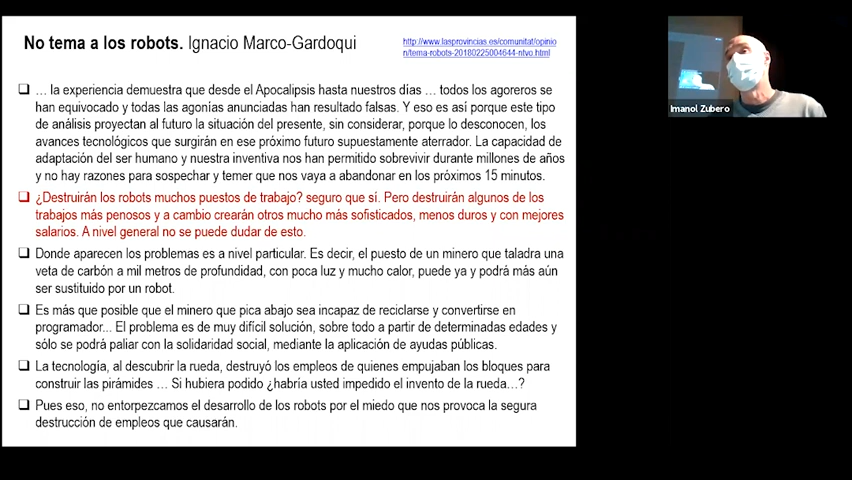 No tema a los robots. Ignacio Marco-Gardoqui
http://www.lasprovincias.es/comunitat/opinio
n/tema-robots-20180225004644-ntvo.html
… la experiencia demuestra que desde el Apocalipsis hasta nuestros días … todos los agoreros se
han equivocado y todas las agonías anunciadas han resultado falsas. Y eso es así porque este tipo
de análisis proyectan al futuro la situación del presente, sin considerar, porque lo desconocen, los
avances tecnológicos que surgirán en ese próximo futuro supuestamente aterrador. La capacidad de
adaptación del ser humano y nuestra inventiva nos han permitido sobrevivir durante millones de años
y no hay razones para sospechar y temer que nos vaya a abandonar en los próximos 15 minutos.
¿Destruirán los robots muchos puestos de trabajo? seguro que sí. Pero destruirán algunos de los
trabajos más penosos y a cambio crearán otros mucho más sofisticados, menos duros y con mejores
salarios. A nivel general no se puede dudar de esto.
Donde aparecen los problemas es a nivel particular. Es decir, el puesto de un minero que taladra una
veta de carbón a mil metros de profundidad, con poca luz y mucho calor, puede ya y podrá más aún
ser sustituido por un robot.
Es más que posible que el minero que pica abajo sea incapaz de reciclarse y convertirse en
programador... El problema es de muy difícil solución, sobre todo a partir de determinadas edades y
sólo se podrá paliar con la solidaridad social, mediante la aplicación de ayudas públicas.
La tecnología, al descubrir la rueda, destruyó los empleos de quienes empujaban los bloques para
construir las pirámides … Si hubiera podido ¿habría usted impedido el invento de la rueda…?
Pues eso, no entorpezcamos el desarrollo de los robots por el miedo que nos provoca la segura
destrucción de empleos que causarán.
Imanol Zubero